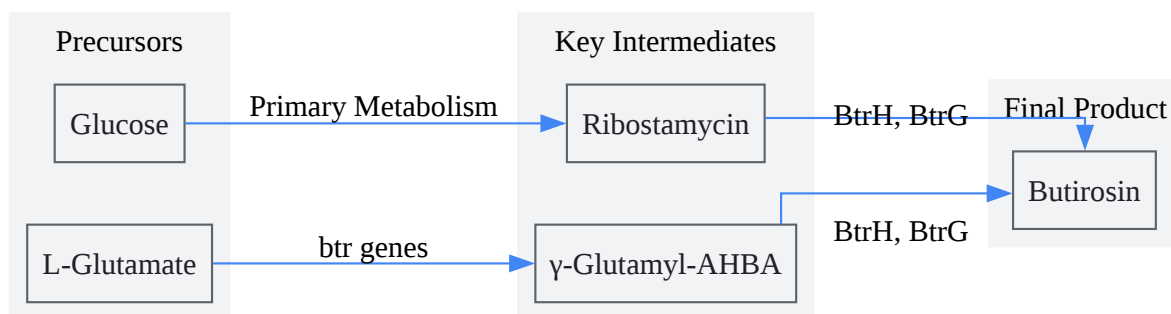 Precursors
Key Intermediates
Final Product
Glucose
Primary Metabolism
Ribostamycin
BtrH, BtrG
Butirosin
L-Glutamate
btr genes
γ-Glutamyl-AHBA
BtrH, BtrG